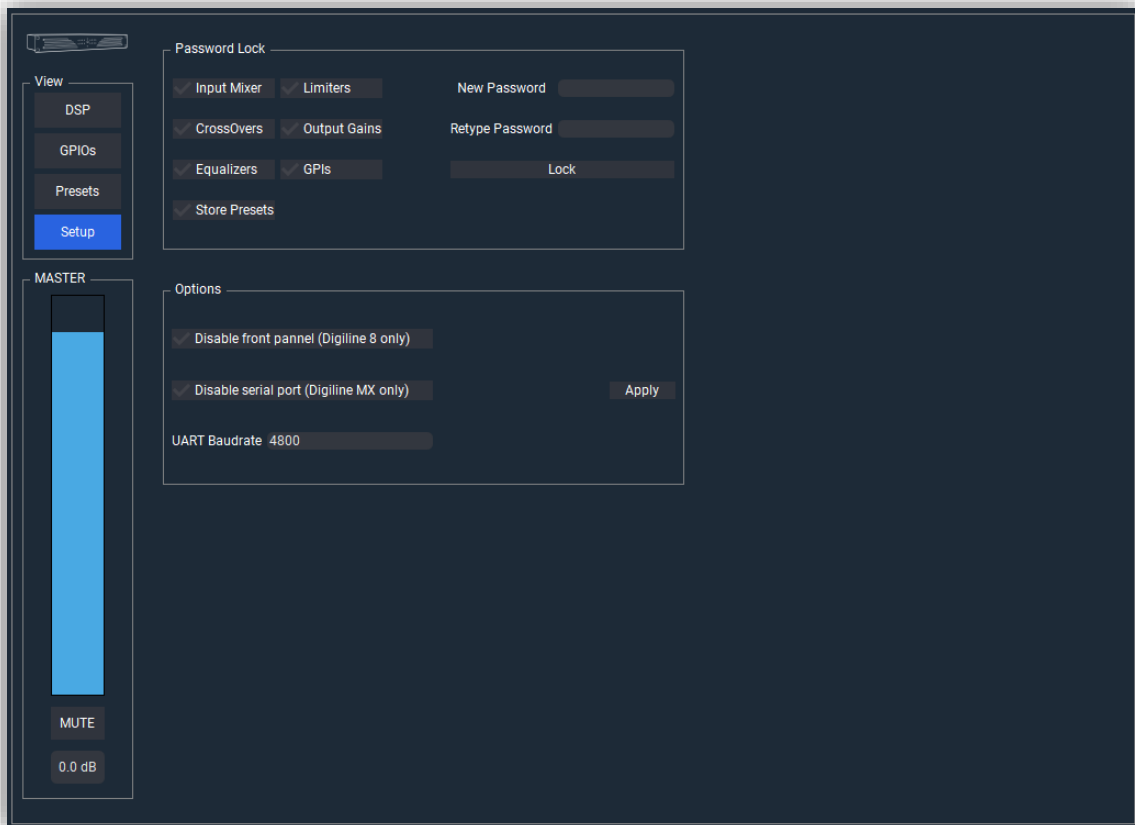 View
DSP
GPIOs
Presets
Setup
MASTER
MUTE
0.0 dB
Password Lock
Input Mixer Limiters New Password
CrossOvers Output Gains Retype Password
Equalizers GPIs Lock
Store Presets
Options
Disable front pannel (Digiline 8 only)
Disable serial port (Digiline MX only) Apply
UART Baudrate 4800